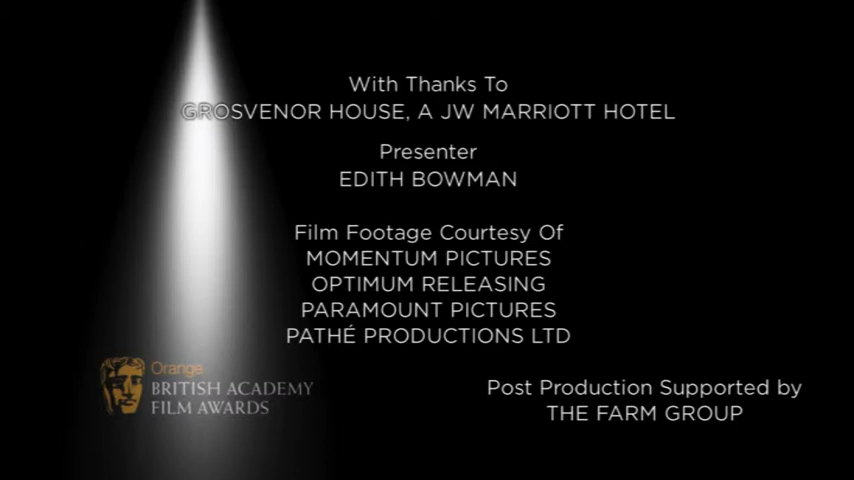 With Thanks To
GROSVENOR HOUSE, A JW MARRIOTT HOTEL
Presenter
EDITH BOWMAN
Film Footage Courtesy Of
MOMENTUM PICTURES
OPTIMUM RELEASING
PARAMOUNT PICTURES
PATHÉ PRODUCTIONS LTD
Orange
BRITISH ACADEMY
FILM AWARDS
Post Production Supported by
THE FARM GROUP